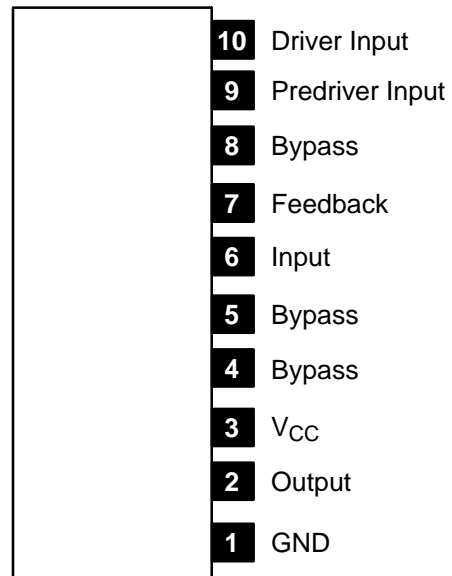 10 Driver Input
9 Predriver Input
8 Bypass
7 Feedback
6 Input
5 Bypass
4 Bypass
3 VCC
2 Output
1 GND